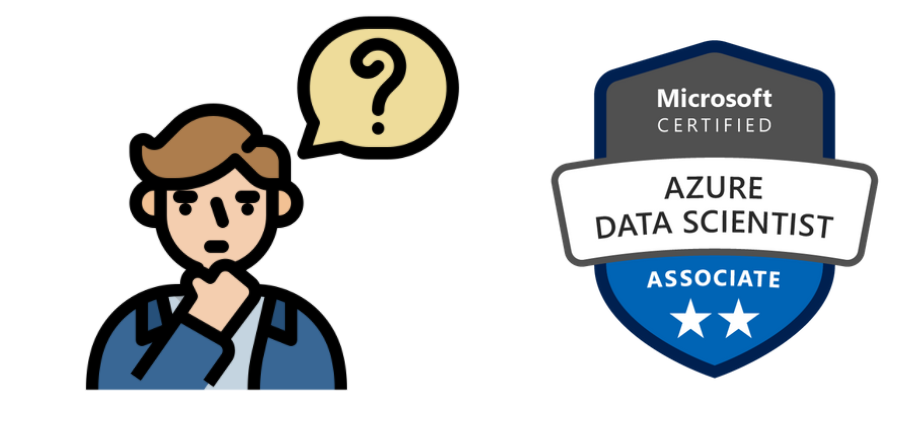 ?
Microsoft
CERTIFIED
AZURE
DATA SCIENTIST
ASSOCIATE